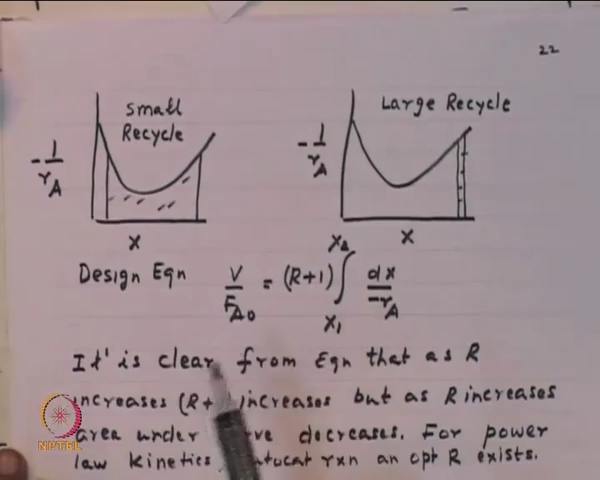 22
Small Recycle
Large Recycle
-1/rA
-1/rA
X
X
Design Eqn V/FA0 = (R+1) ∫ X1 X2 dx/-rA
It is clear from Eqn that as R
increases (R+ increases but as R increases
area under decreases. For power
law kinetics, rxn an opt R exists.
NPTEL